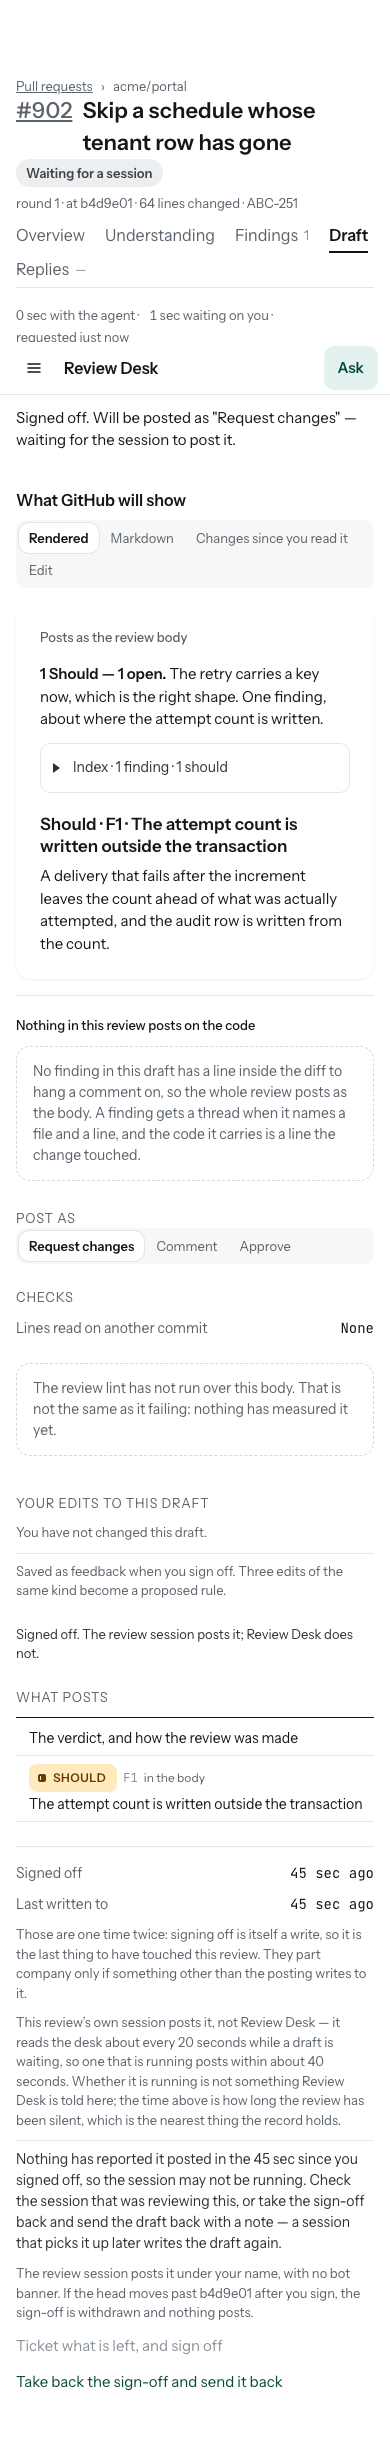 Pull requests › acme/portal
#902 Skip a schedule whose
tenant row has gone
Waiting for a session
round 1 · at b4d9e01 · 64 lines changed · ABC-251
Overview Understanding Findings 1 Draft
Replies —
0 sec with the agent · 1 sec waiting on you ·
requested just now
Review Desk Ask
Signed off. Will be posted as "Request changes" —
waiting for the session to post it.
What GitHub will show
Rendered Markdown Changes since you read it
Edit
Posts as the review body
1 Should — 1 open. The retry carries a key
now, which is the right shape. One finding,
about where the attempt count is written.
Index · 1 finding · 1 should
Should · F1 · The attempt count is
written outside the transaction
A delivery that fails after the increment
leaves the count ahead of what was actually
attempted, and the audit row is written from
the count.
Nothing in this review posts on the code
No finding in this draft has a line inside the diff to
hang a comment on, so the whole review posts as
the body. A finding gets a thread when it names a
file and a line, and the code it carries is a line the
change touched.
POST AS
Request changes Comment Approve
CHECKS
Lines read on another commit None
The review lint has not run over this body. That is
not the same as it failing: nothing has measured it
yet.
YOUR EDITS TO THIS DRAFT
You have not changed this draft.
Saved as feedback when you sign off. Three edits of the
same kind become a proposed rule.
Signed off. The review session posts it; Review Desk does
not.
WHAT POSTS
The verdict, and how the review was made
SHOULD F1 in the body
The attempt count is written outside the transaction
Signed off 45 sec ago
Last written to 45 sec ago
Those are one time twice: signing off is itself a write, so it is
the last thing to have touched this review. They part
company only if something other than the posting writes to
it.
This review's own session posts it, not Review Desk — it
reads the desk about every 20 seconds while a draft is
waiting, so one that is running posts within about 40
seconds. Whether it is running is not something Review
Desk is told here; the time above is how long the review has
been silent, which is the nearest thing the record holds.
Nothing has reported it posted in the 45 sec since you
signed off, so the session may not be running. Check
the session that was reviewing this, or take the sign-off
back and send the draft back with a note — a session
that picks it up later writes the draft again.
The review session posts it under your name, with no bot
banner. If the head moves past b4d9e01 after you sign, the
sign-off is withdrawn and nothing posts.
Ticket what is left, and sign off
Take back the sign-off and send it back